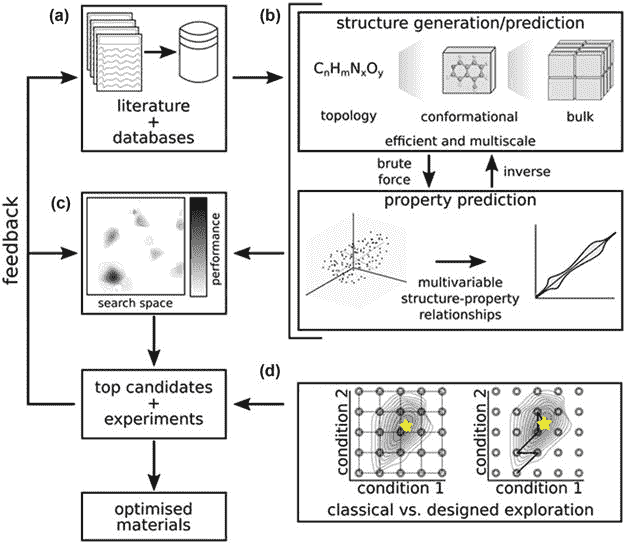 (a)
literature
+
databases
(b)
structure generation/prediction
CnHmNxOy
topology
conformational
bulk
efficient and multiscale
brute
force
inverse
property prediction
multivariable
structure-property
relationships
(c)
performance
search space
feedback
top candidates
+
experiments
optimised
materials
(d)
condition 2
condition 1
condition 2
condition 1
classical vs. designed exploration